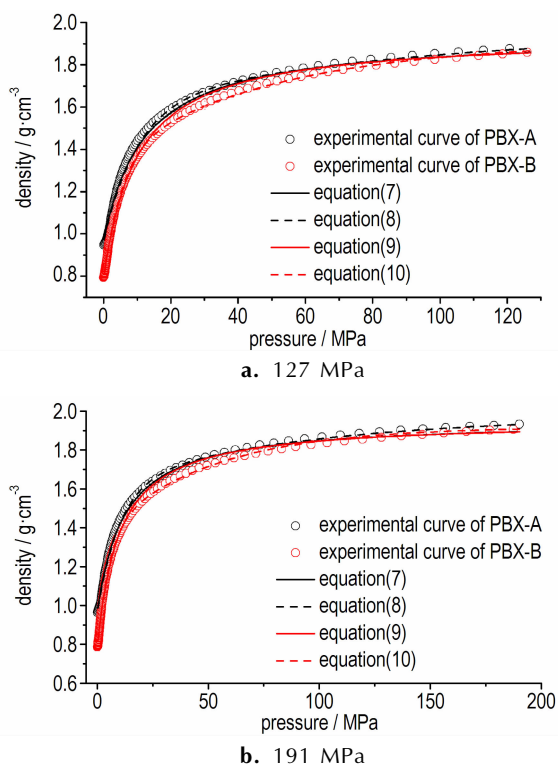 2.0
1.8
1.6
1.4
1.2
1.0
0.8
density / g·cm⁻³
experimental curve of PBX-A
experimental curve of PBX-B
equation(7)
equation(8)
equation(9)
equation(10)
0 20 40 60 80 100 120
pressure / MPa
a. 127 MPa
2.0
1.8
1.6
1.4
1.2
1.0
0.8
0.6
density / g·cm⁻³
experimental curve of PBX-A
experimental curve of PBX-B
equation(7)
equation(8)
equation(9)
equation(10)
0 50 100 150 200
pressure / MPa
b. 191 MPa